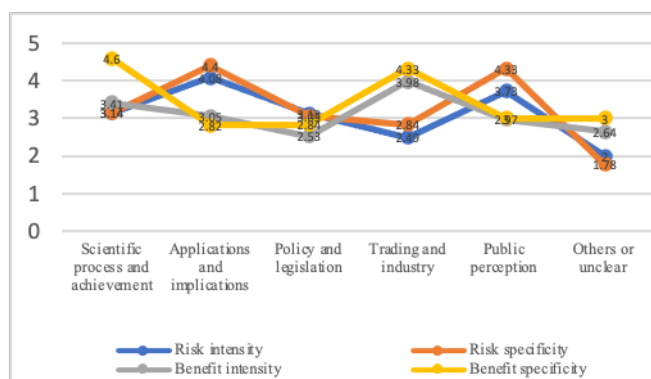 5
4
3
2
1
0
4.6
3.41
3.14
4.4
4.08
3.05
2.82
2.84
2.53
4.33
3.98
2.84
2.49
4.33
3.73
2.97
3
2.64
2
1.78
Scientific process and achievement
Applications and implications
Policy and legislation
Trading and industry
Public perception
Others or unclear
Risk intensity
Risk specificity
Benefit intensity
Benefit specificity